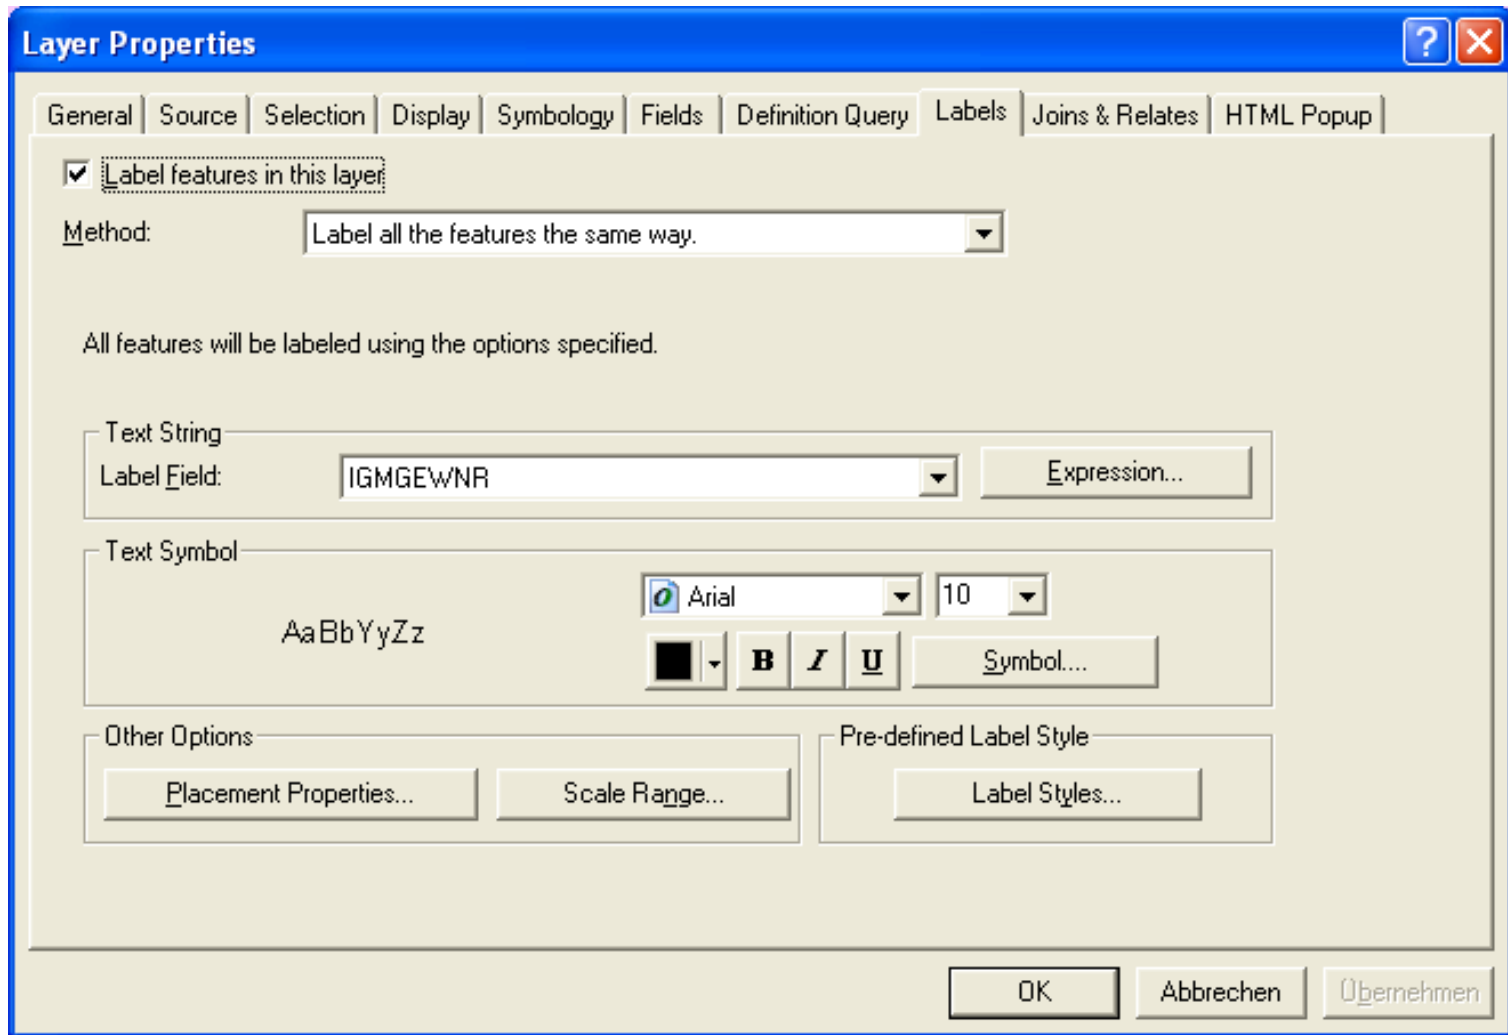 Layer Properties
General Source Selection Display Symbology Fields Definition Query Labels Joins & Relates HTML Popup
Label features in this layer
Method: Label all the features the same way.
All features will be labeled using the options specified.
Text String
Label Field: IGMGEWNR Expression...
Text Symbol
AaBbYyZz
Arial 10
B I U Symbol....
Other Options Pre-defined Label Style
Placement Properties... Scale Range... Label Styles...
OK Abbrechen Übernehmen